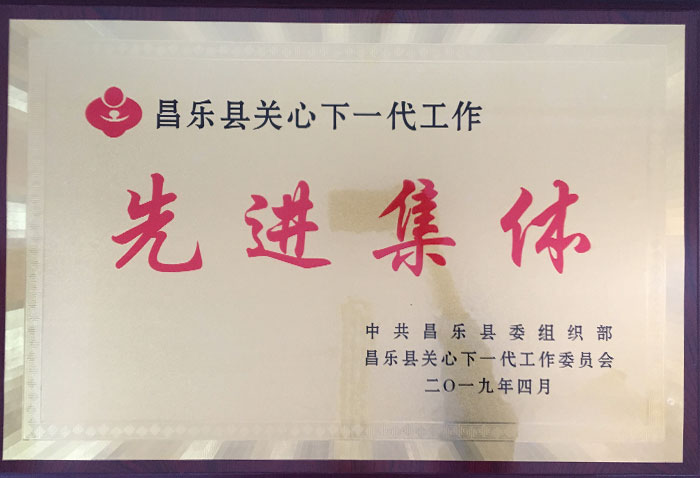 昌乐县关心下一代工作
先进集体
中共昌乐县委组织部
昌乐县关心下一代工作委员会
二〇一九年四月